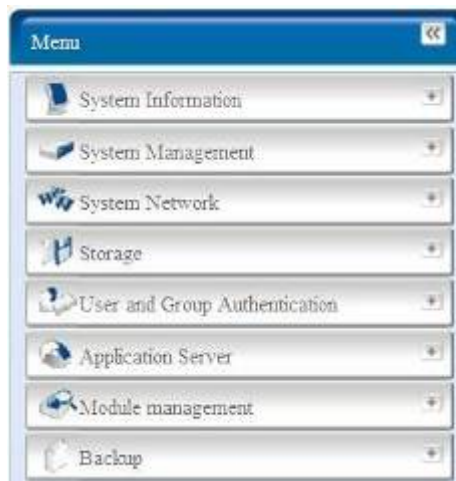 Menu
System Information
System Management
System Network
Storage
User and Group Authentication
Application Server
Module management
Backup